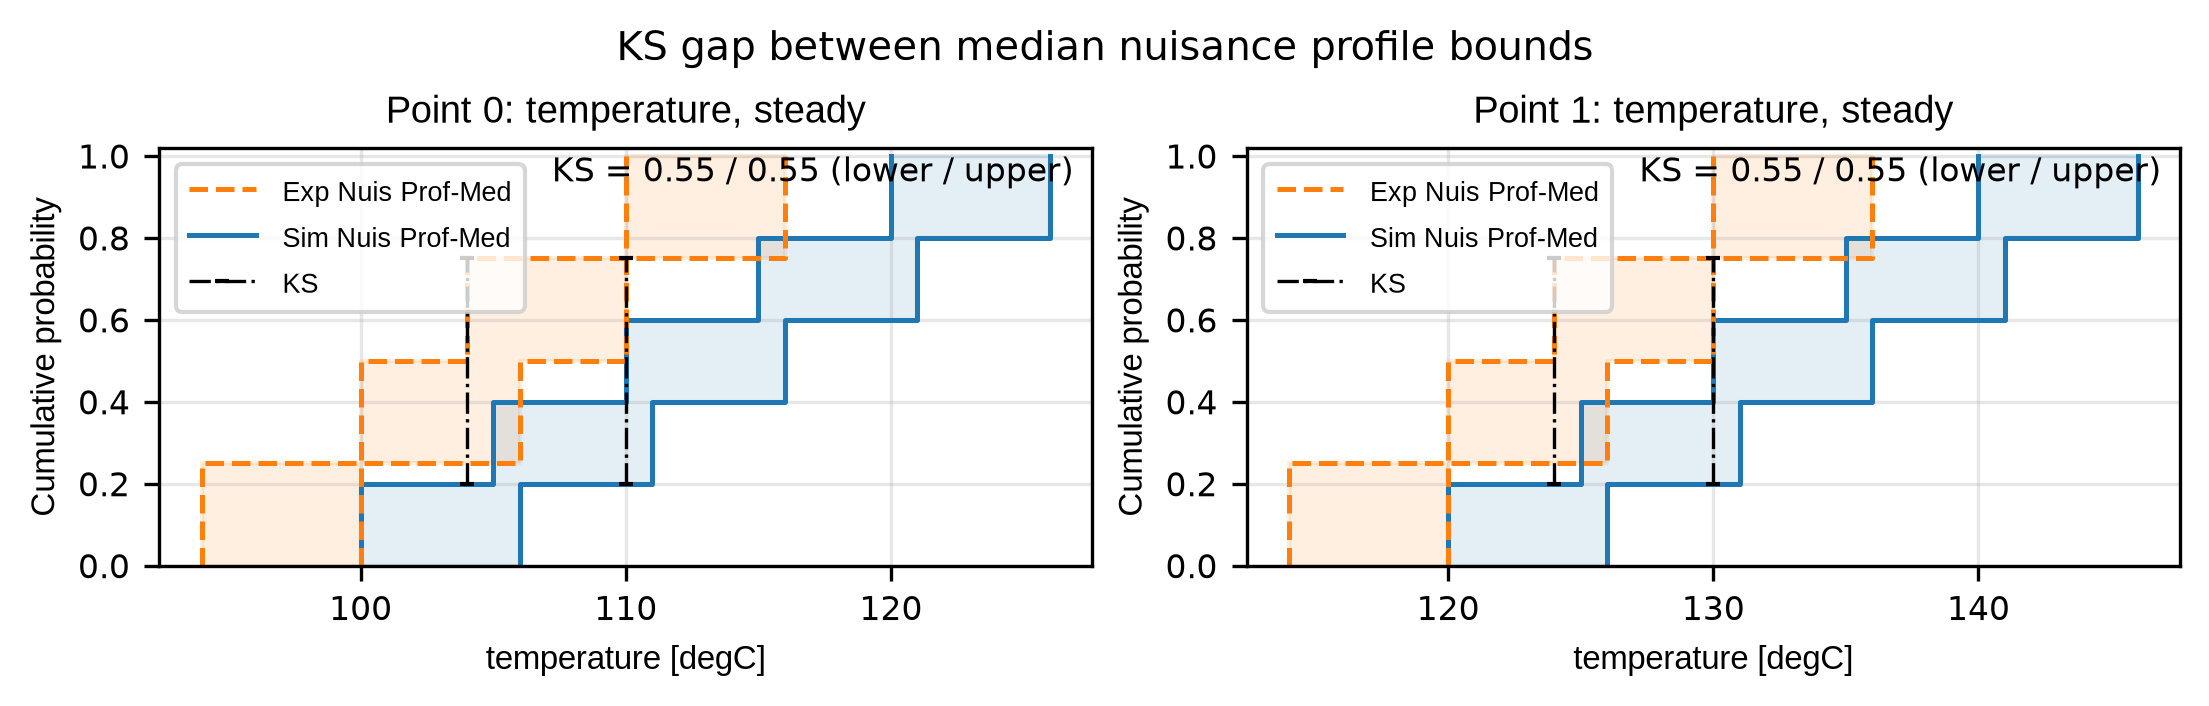 KS gap between median nuisance profile bounds
Point 0: temperature, steady
KS = 0.55 / 0.55 (lower / upper)
Exp Nuis Prof-Med
Sim Nuis Prof-Med
KS
Cumulative probability
1.0
0.8
0.6
0.4
0.2
0.0
100
110
120
temperature [degC]
Point 1: temperature, steady
KS = 0.55 / 0.55 (lower / upper)
Exp Nuis Prof-Med
Sim Nuis Prof-Med
KS
Cumulative probability
1.0
0.8
0.6
0.4
0.2
0.0
120
130
140
temperature [degC]